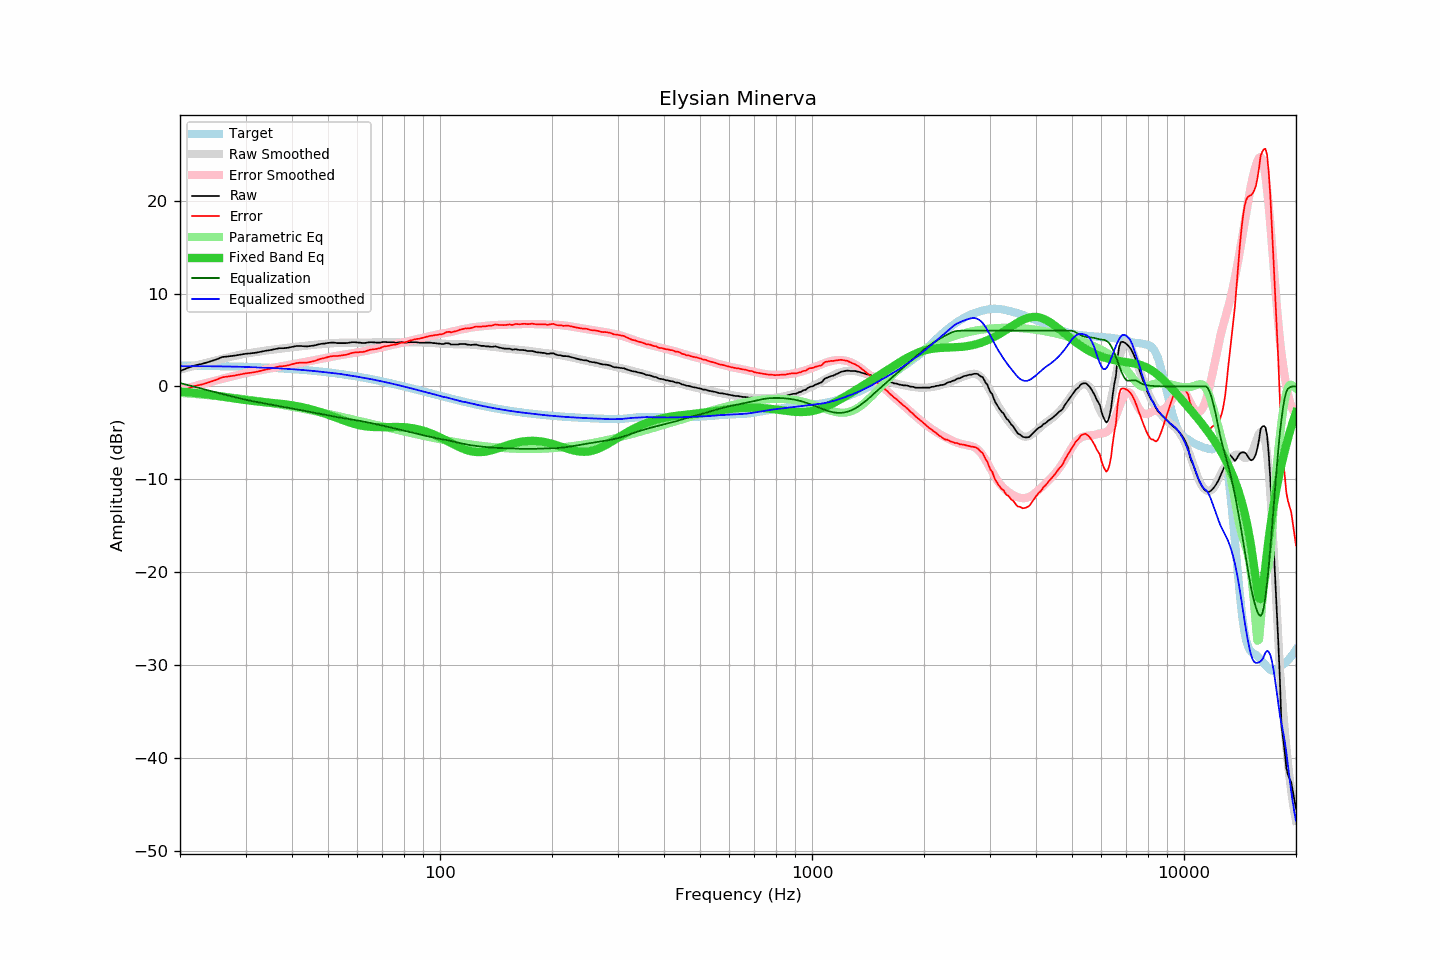 Elysian Minerva
Target
Raw Smoothed
Error Smoothed
Raw
Error
Parametric Eq
Fixed Band Eq
Equalization
Equalized smoothed
Amplitude (dBr)
20
10
0
−10
−20
−30
−40
−50
100
1000
10000
Frequency (Hz)